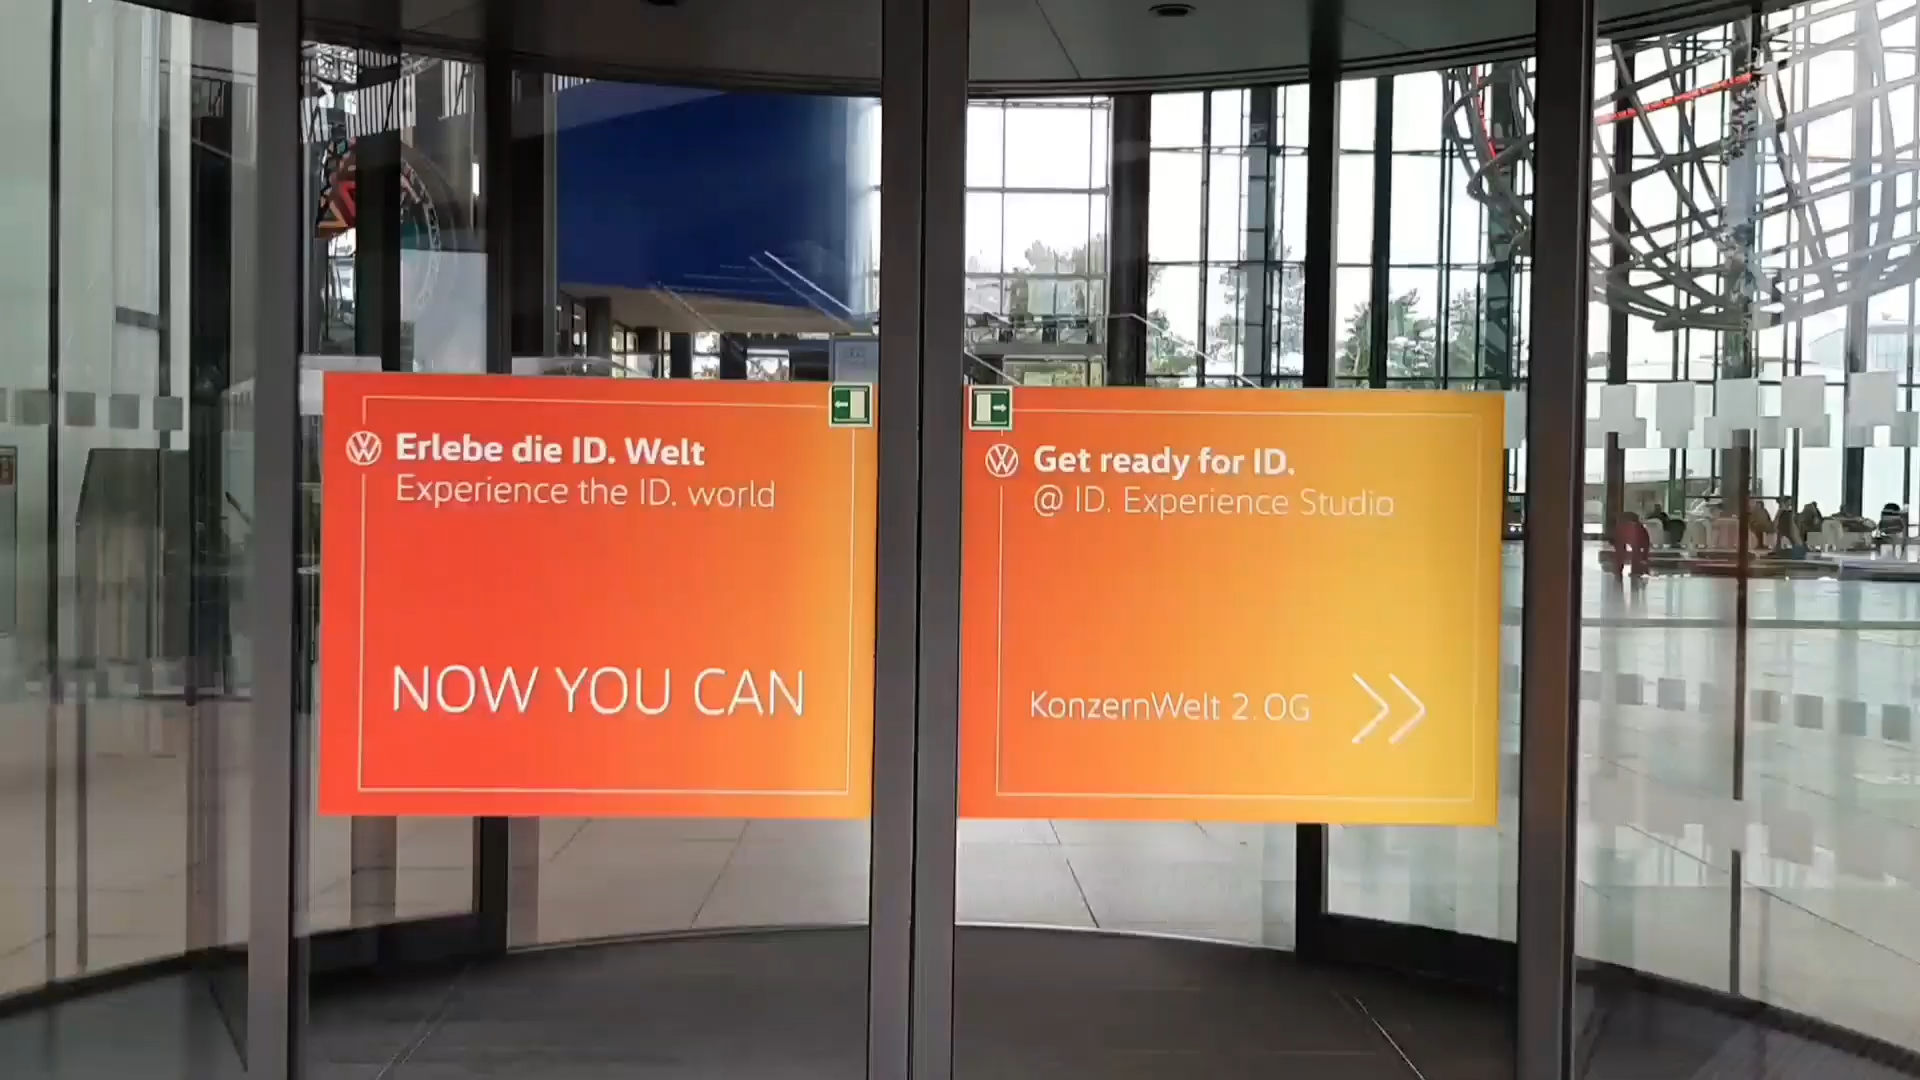 Erlebe die ID. Welt
Experience the ID. world
NOW YOU CAN
Get ready for ID.
@ ID. Experience Studio
KonzernWelt 2. OG